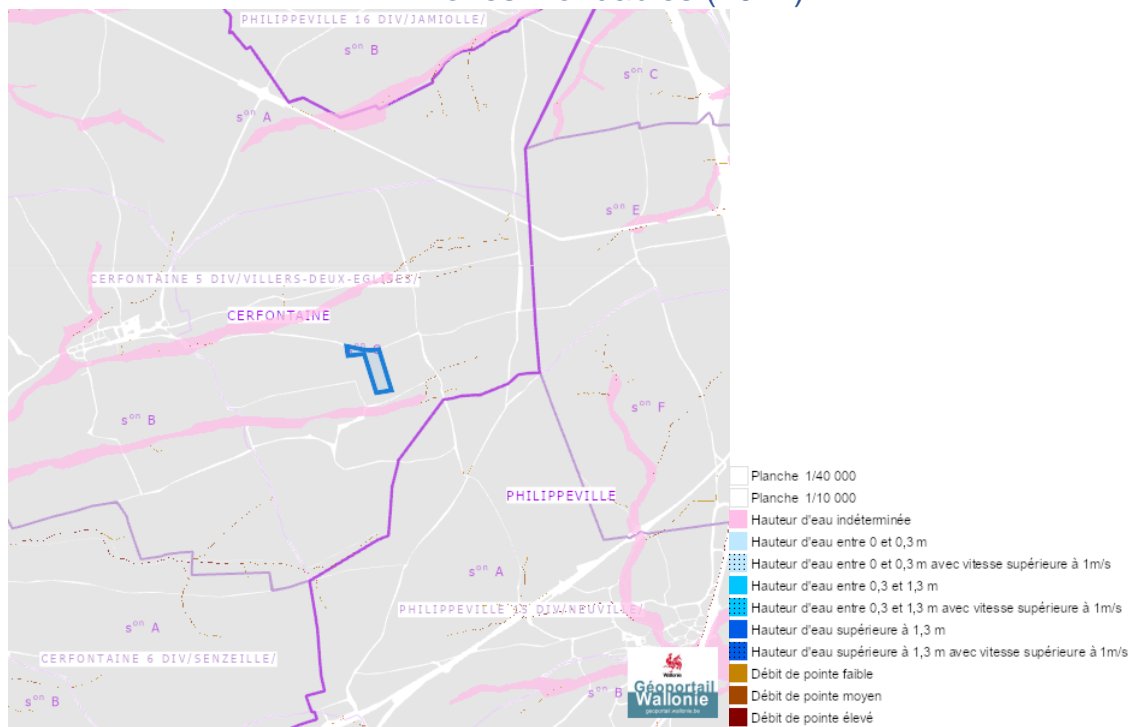 PHILIPPEVILLE 16 DIV/JAMIOLLE/
sᵒⁿ B
sᵒⁿ C
sᵒⁿ A
sᵒⁿ E
CERFONTAINE 5 DIV/VILLERS-DEUX-EGLISES/
CERFONTAINE
sᵒⁿ B
sᵒⁿ F
PHILIPPEVILLE
sᵒⁿ A
PHILIPPEVILLE 15 DIV/NEUVILLE/
sᵒⁿ A
CERFONTAINE 6 DIV/SENZEILLE/
sᵒⁿ B
sᵒⁿ B
Wallonie
Géoportail
Wallonie
geoportail.wallonie.be
Planche 1/40 000
Planche 1/10 000
Hauteur d'eau indéterminée
Hauteur d'eau entre 0 et 0,3 m
Hauteur d'eau entre 0 et 0,3 m avec vitesse supérieure à 1m/s
Hauteur d'eau entre 0,3 et 1,3 m
Hauteur d'eau entre 0,3 et 1,3 m avec vitesse supérieure à 1m/s
Hauteur d'eau supérieure à 1,3 m
Hauteur d'eau supérieure à 1,3 m avec vitesse supérieure à 1m/s
Débit de pointe faible
Débit de pointe moyen
Débit de pointe élevé